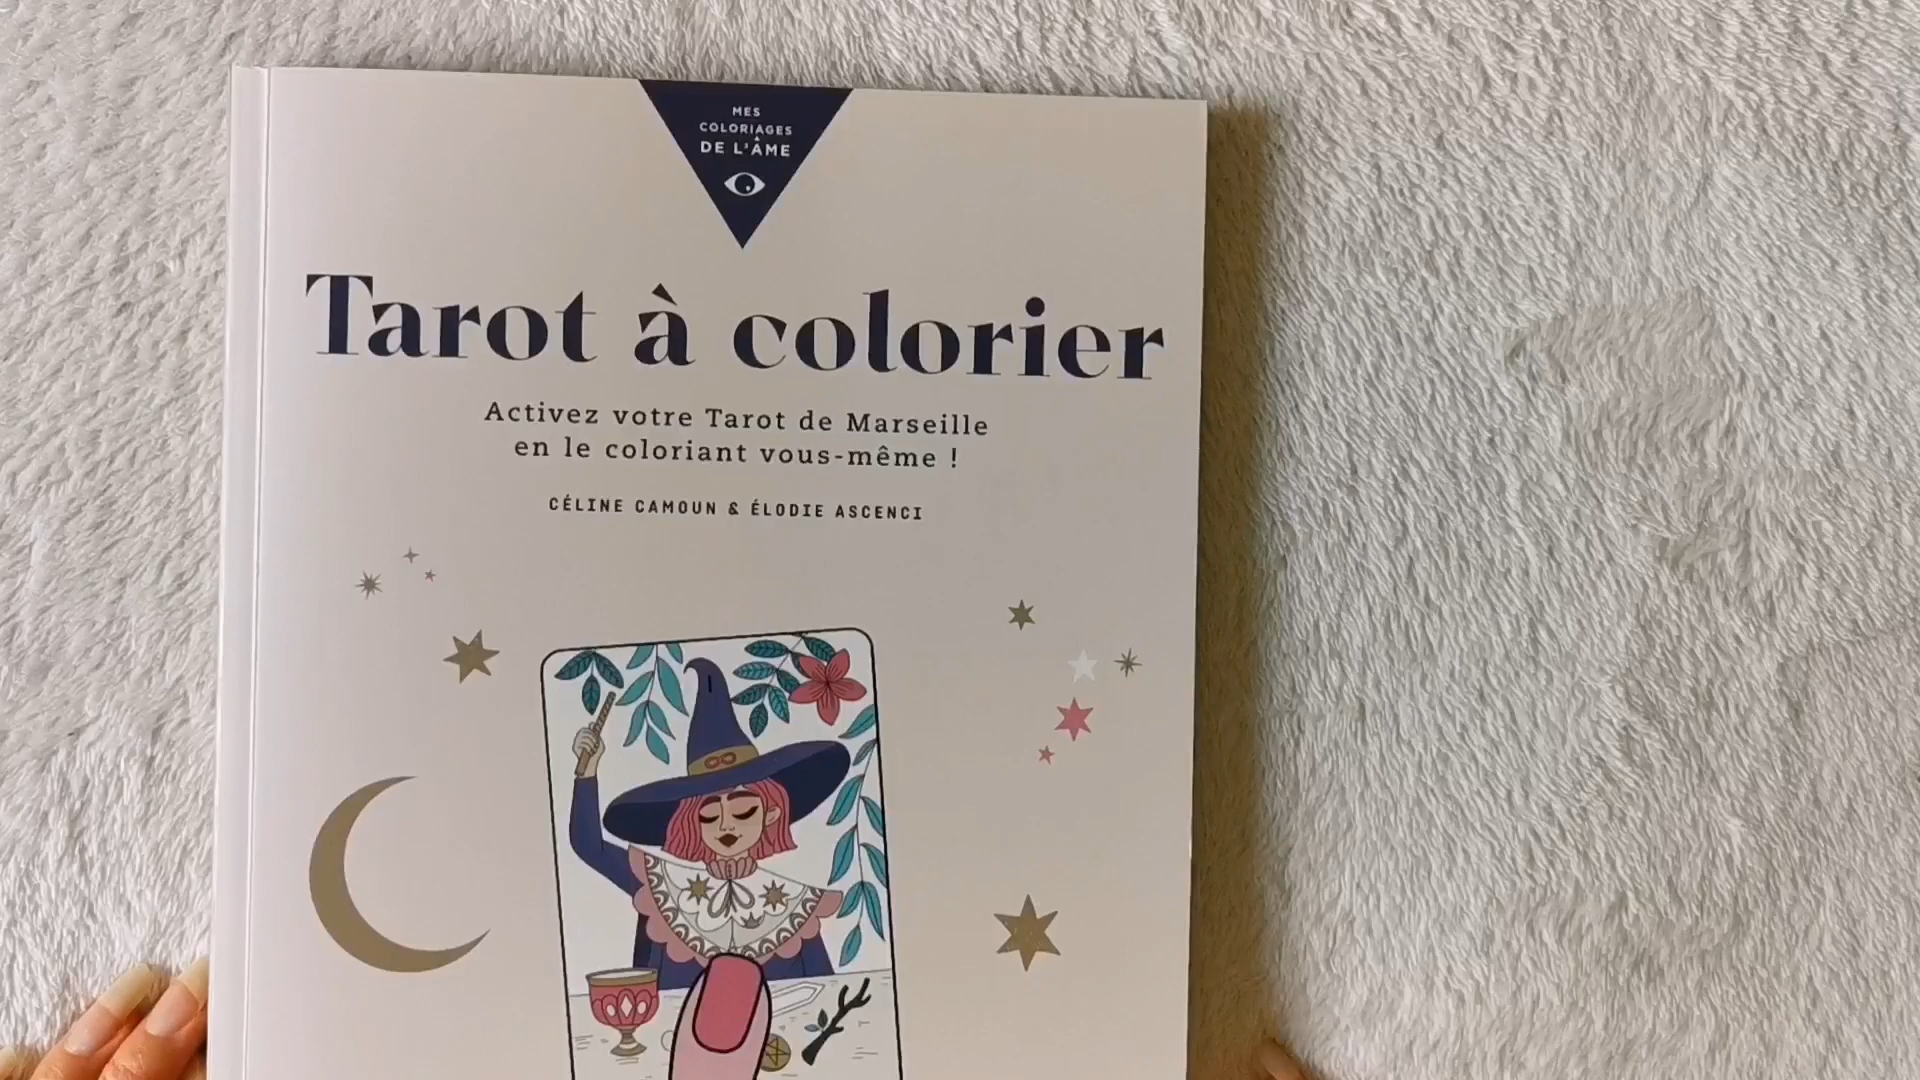 MES
COLORIAGES
DE L'ÂME
Tarot à colorier
Activez votre Tarot de Marseille
en le coloriant vous-même !
CÉLINE CAMOUN & ÉLODIE ASCENCI